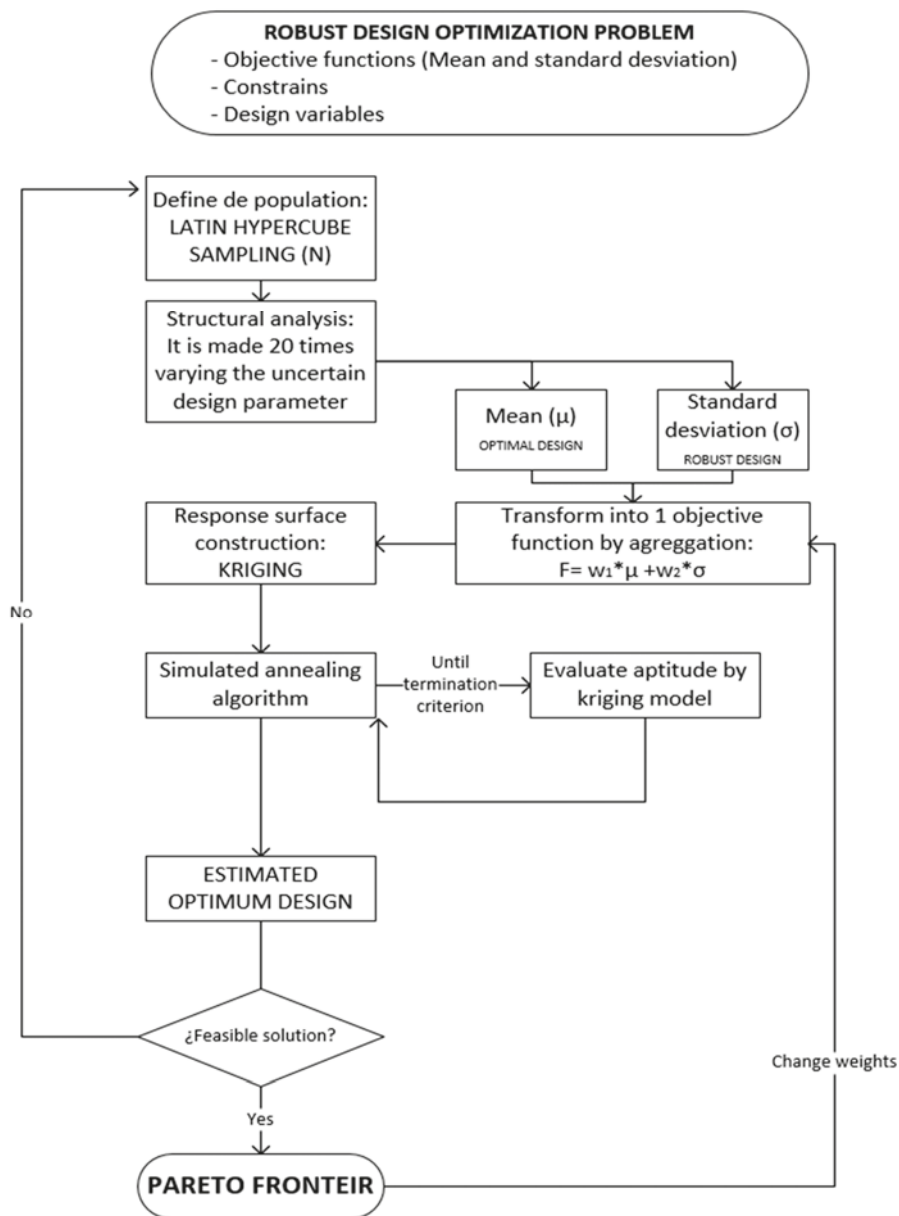 ROBUST DESIGN OPTIMIZATION PROBLEM
- Objective functions (Mean and standard desviation)
- Constrains
- Design variables
Define de population:
LATIN HYPERCUBE
SAMPLING (N)
Structural analysis:
It is made 20 times
varying the uncertain
design parameter
Mean (μ)
OPTIMAL DESIGN
Standard
desviation (σ)
ROBUST DESIGN
Response surface
construction:
KRIGING
Transform into 1 objective
function by agreggation:
F= w₁*μ +w₂*σ
No
Simulated annealing
algorithm
Until
termination
criterion
Evaluate aptitude by
kriging model
ESTIMATED
OPTIMUM DESIGN
¿Feasible solution?
Change weights
Yes
PARETO FRONTEIR